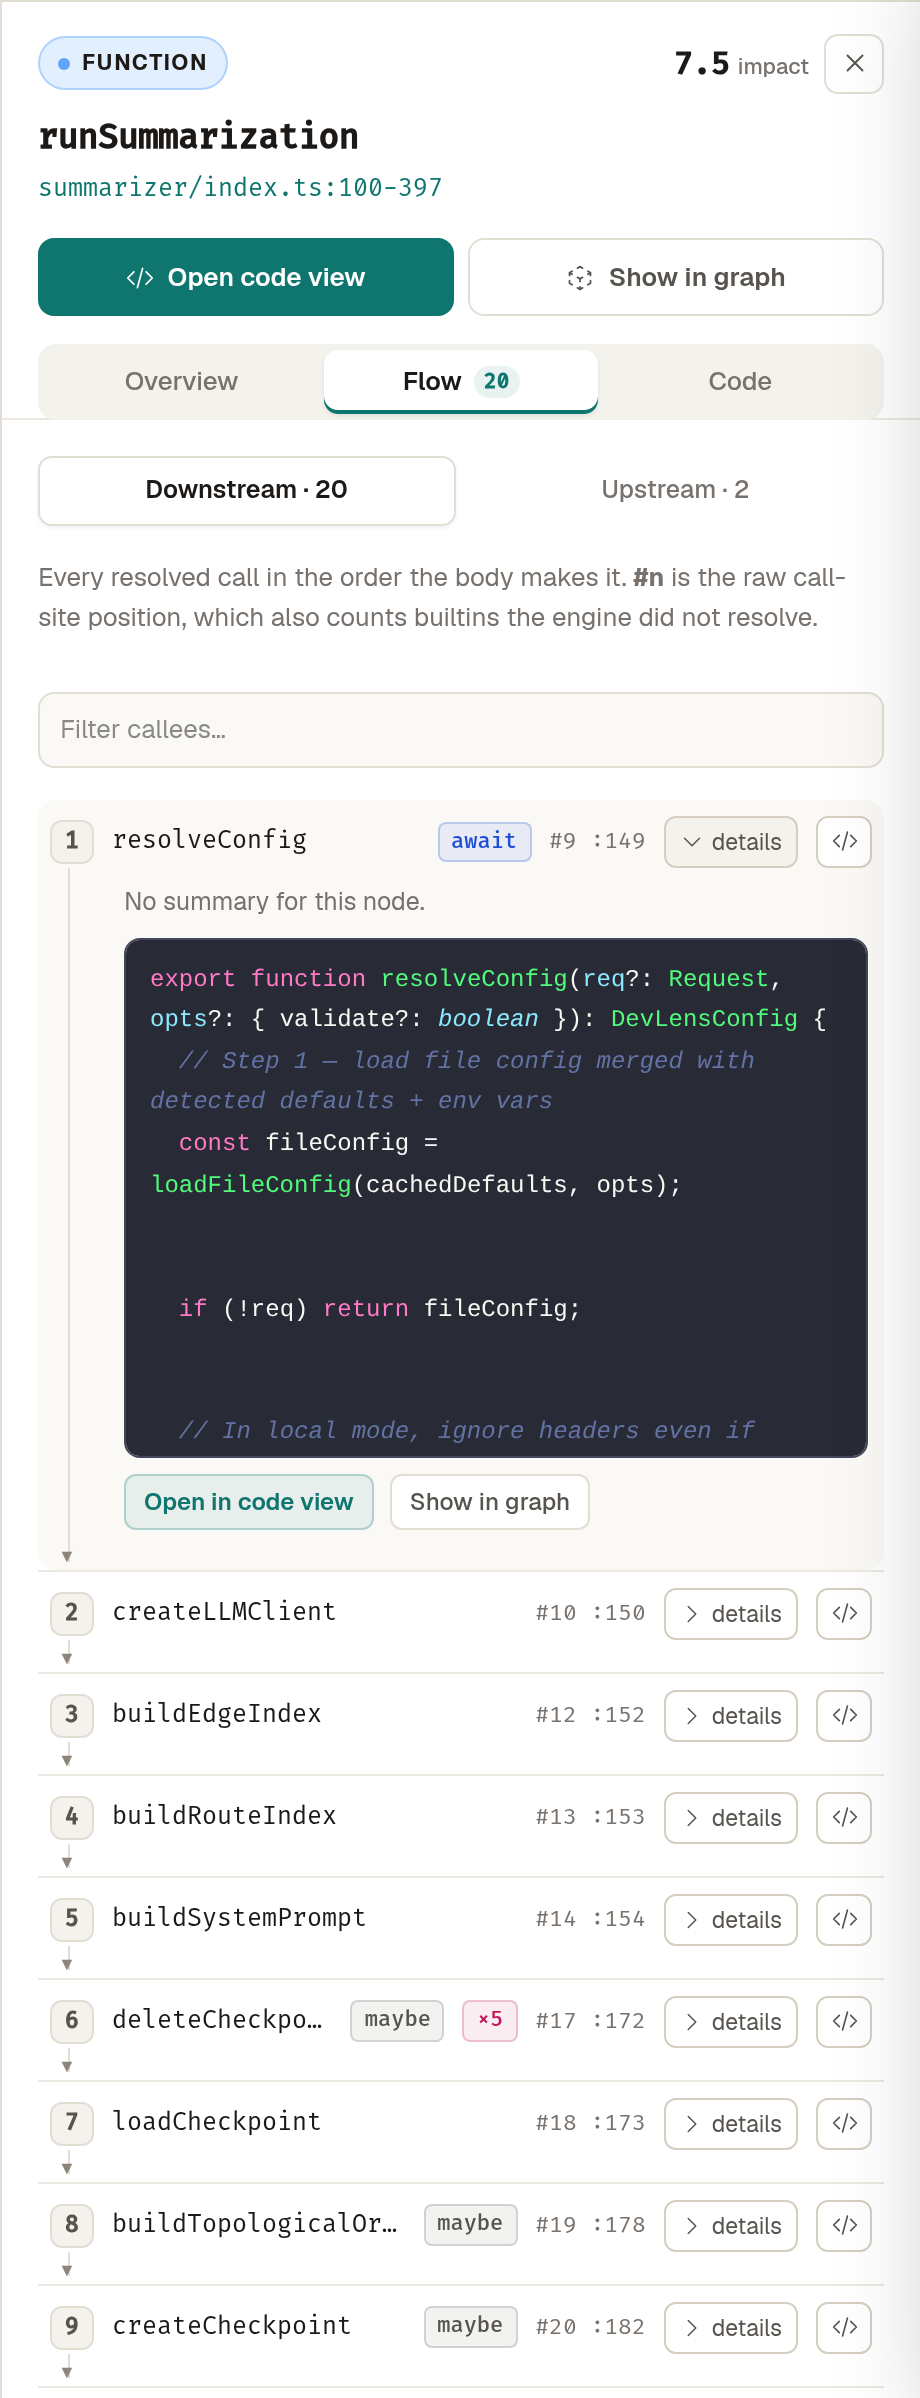 FUNCTION
7.5 impact
runSummarization
summarizer/index.ts:100-397
</> Open code view
Show in graph
Overview
Flow 20
Code
Downstream · 20
Upstream · 2
Every resolved call in the order the body makes it. #n is the raw call-
site position, which also counts builtins the engine did not resolve.
Filter callees…
1 resolveConfig await #9 :149 details </>
No summary for this node.
export function resolveConfig(req?: Request,
opts?: { validate?: boolean }): DevLensConfig {
// Step 1 — load file config merged with
detected defaults + env vars
const fileConfig =
loadFileConfig(cachedDefaults, opts);
if (!req) return fileConfig;
// In local mode, ignore headers even if
Open in code view
Show in graph
2 createLLMClient #10 :150 details </>
3 buildEdgeIndex #12 :152 details </>
4 buildRouteIndex #13 :153 details </>
5 buildSystemPrompt #14 :154 details </>
6 deleteCheckpo… maybe ×5 #17 :172 details </>
7 loadCheckpoint #18 :173 details </>
8 buildTopologicalOr… maybe #19 :178 details </>
9 createCheckpoint maybe #20 :182 details </>